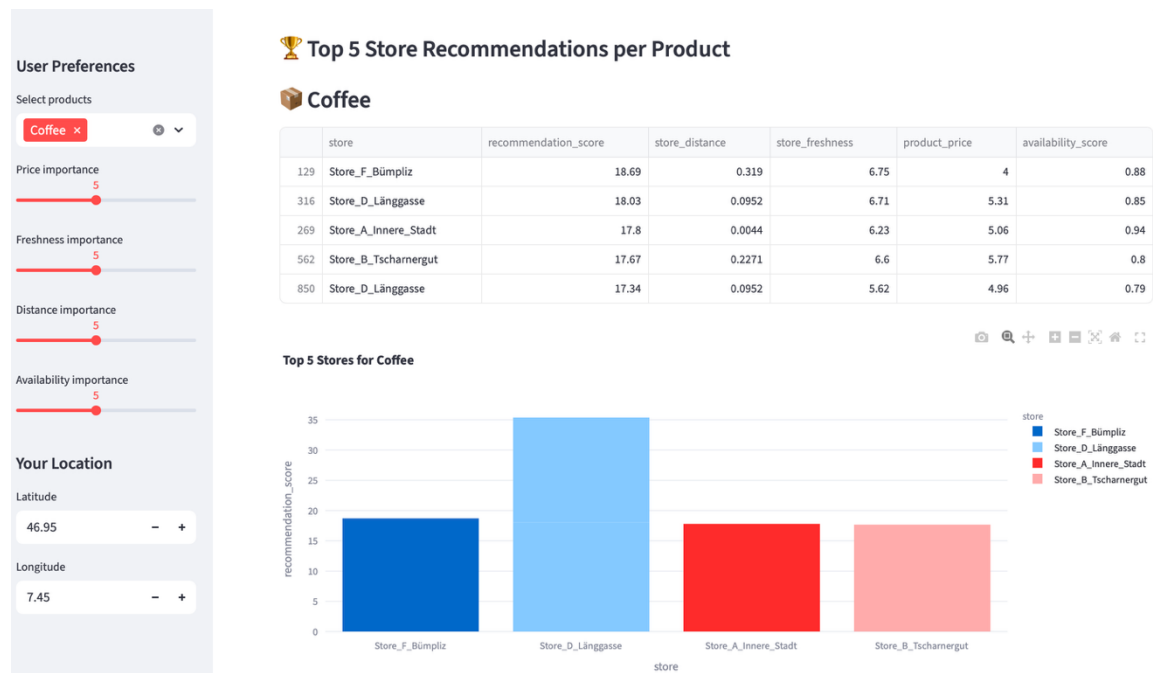 User Preferences
Select products
Coffee ×
Price importance
5
Freshness importance
5
Distance importance
5
Availability importance
5
Your Location
Latitude
46.95 − +
Longitude
7.45 − +
🏆 Top 5 Store Recommendations per Product
📦 Coffee
store recommendation_score store_distance store_freshness product_price availability_score
129 Store_F_Bümpliz 18.69 0.319 6.75 4 0.88
316 Store_D_Länggasse 18.03 0.0952 6.71 5.31 0.85
269 Store_A_Innere_Stadt 17.8 0.0044 6.23 5.06 0.94
562 Store_B_Tscharnergut 17.67 0.2271 6.6 5.77 0.8
850 Store_D_Länggasse 17.34 0.0952 5.62 4.96 0.79
Top 5 Stores for Coffee
recommendation_score
35
30
25
20
15
10
5
0
Store_F_Bümpliz Store_D_Länggasse Store_A_Innere_Stadt Store_B_Tscharnergut
store
store
Store_F_Bümpliz
Store_D_Länggasse
Store_A_Innere_Stadt
Store_B_Tscharnergut